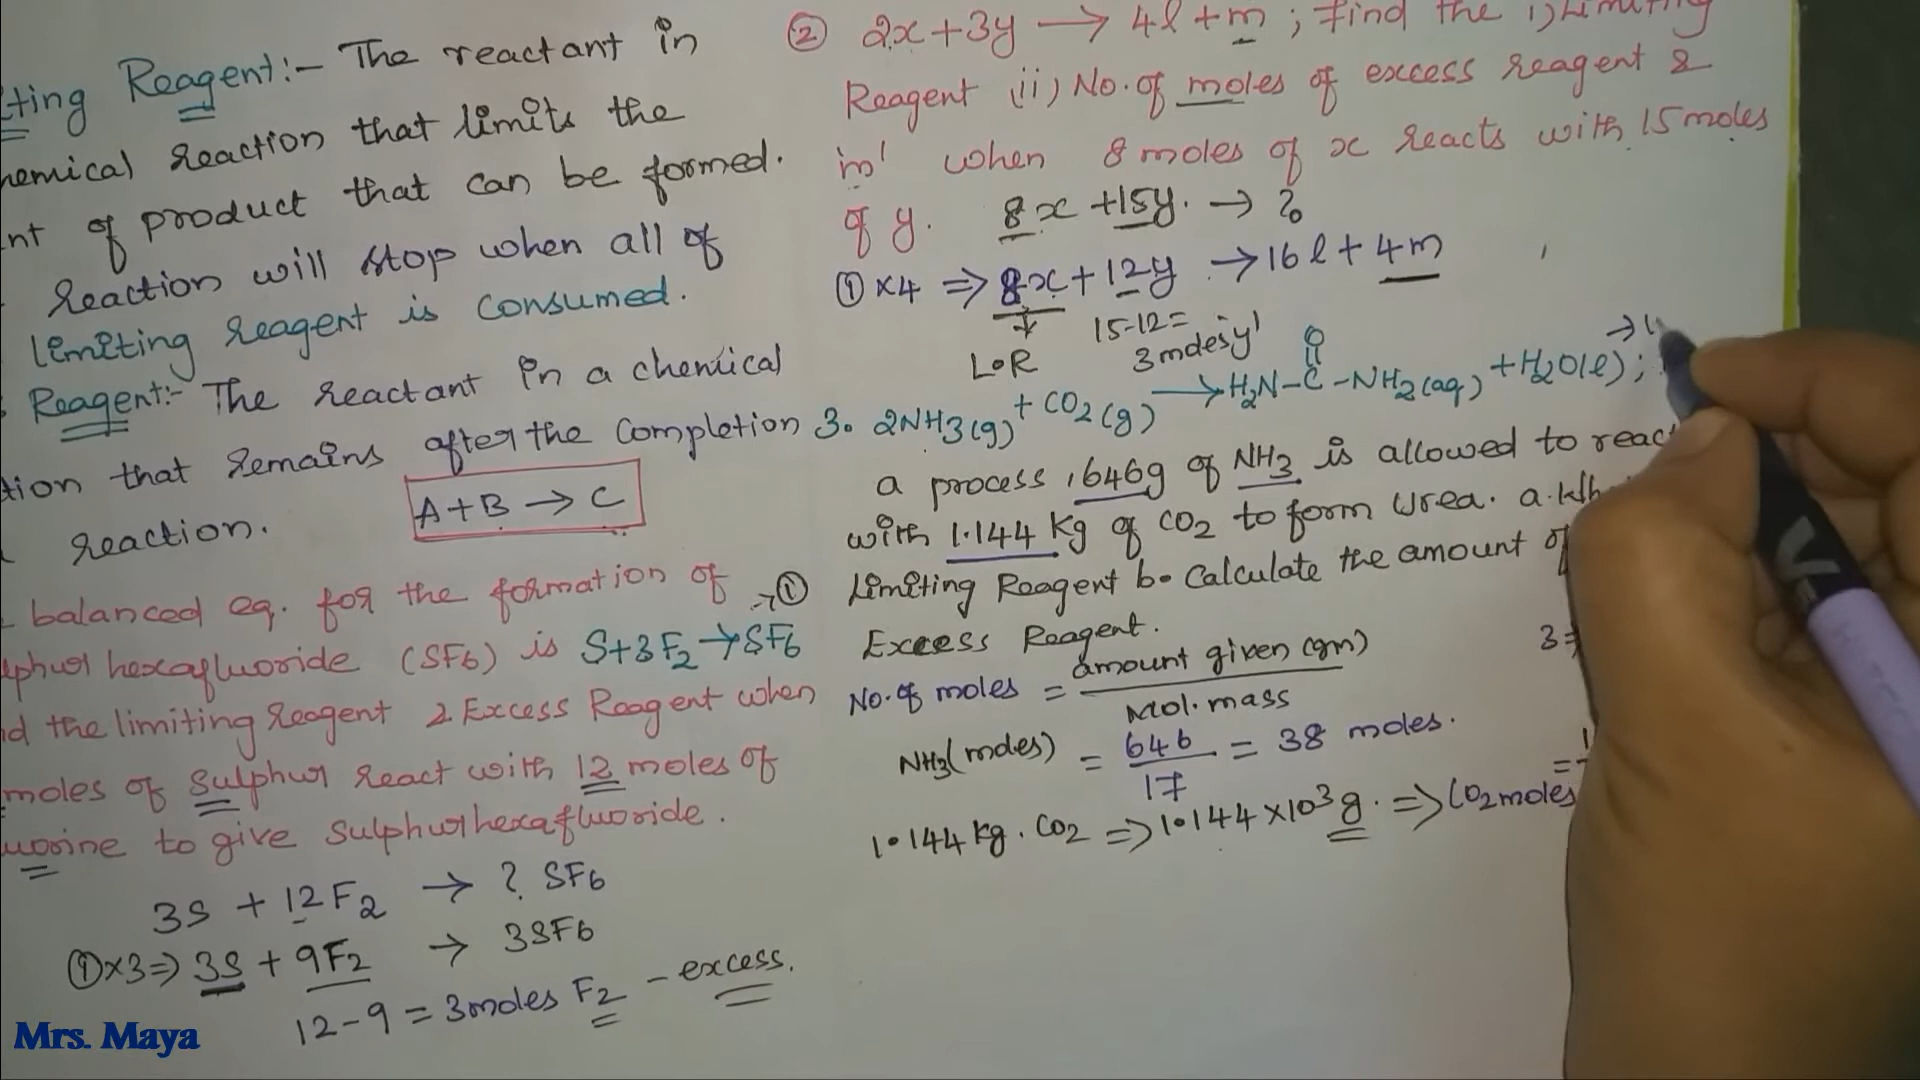 ting Reagent:- The reactant in
hemical reaction that limits the
nt of product that can be formed.
reaction will stop when all of
limiting reagent is consumed.
Reagent:- The reactant in a chemical
tion that remains after the completion
reaction.
A+B → C
balanced eq. for the formation of
lphur hexafluoride (SF6) is S+3F2 → SF6 → ①
d the limiting reagent & Excess Reagent when
moles of Sulphur react with 12 moles of
uorine to give Sulphurhexafluoride.
3S + 12F2 → ? SF6
①×3 ⇒ 3S + 9F2 → 3SF6
12-9 = 3moles F2 - excess.
② 2x+3y → 4l+m ; find the i) Limiting
Reagent (ii) No. of moles of excess reagent &
'm' when 8 moles of x reacts with 15 moles
of y. 8x +15y. → ?
①×4 ⇒ 8x+12y → 16l + 4m
LoR 15-12=
3moles 'y'
3. 2NH3(g) + CO2(g) → H2N-C-NH2(aq) + H2O(l);
O
a process, 646g of NH3 is allowed to reac
with 1.144 kg of CO2 to form Urea. a.
Limiting Reagent b. Calculate the amount of
Excess Reagent.
No. of moles = amount given (gm)
Mol. mass
NH3(moles) = 646 = 38 moles.
17
1.144 kg. CO2 ⇒ 1.144×10³g. ⇒ CO2 moles
Mrs. Maya